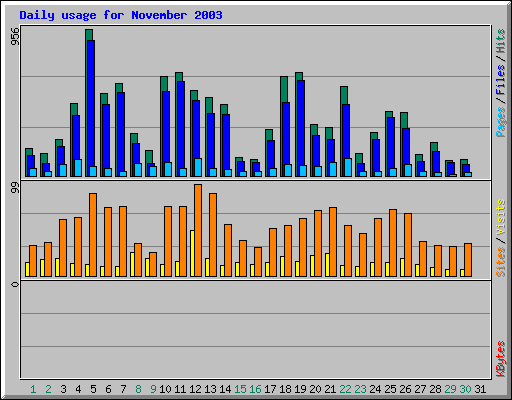 Daily usage for November 2003
956
Pages / Files / Hits
99
Sites / Visits
0
KBytes
1 2 3 4 5 6 7 8 9 10 11 12 13 14 15 16 17 18 19 20 21 22 23 24 25 26 27 28 29 30 31